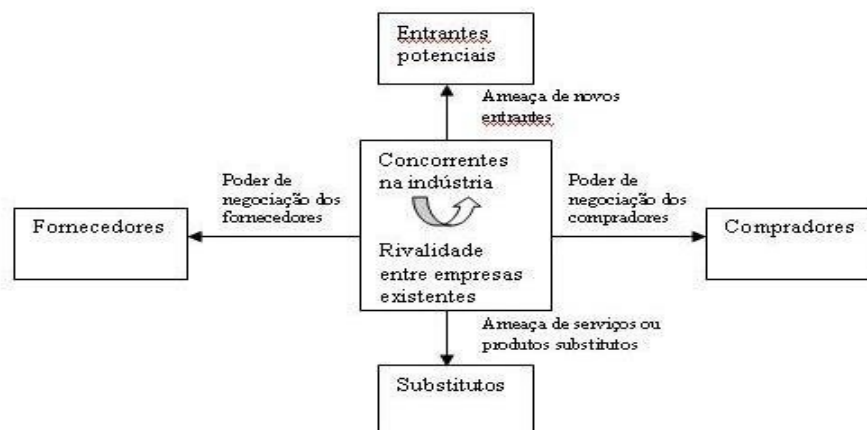 Entrantes
potenciais
Ameaça de novos
entrantes
Concorrentes
na indústria
Poder de
negociação dos
fornecedores
Poder de
negociação dos
compradores
Fornecedores
Compradores
Rivalidade
entre empresas
existentes
Ameaça de serviços ou
produtos substitutos
Substitutos